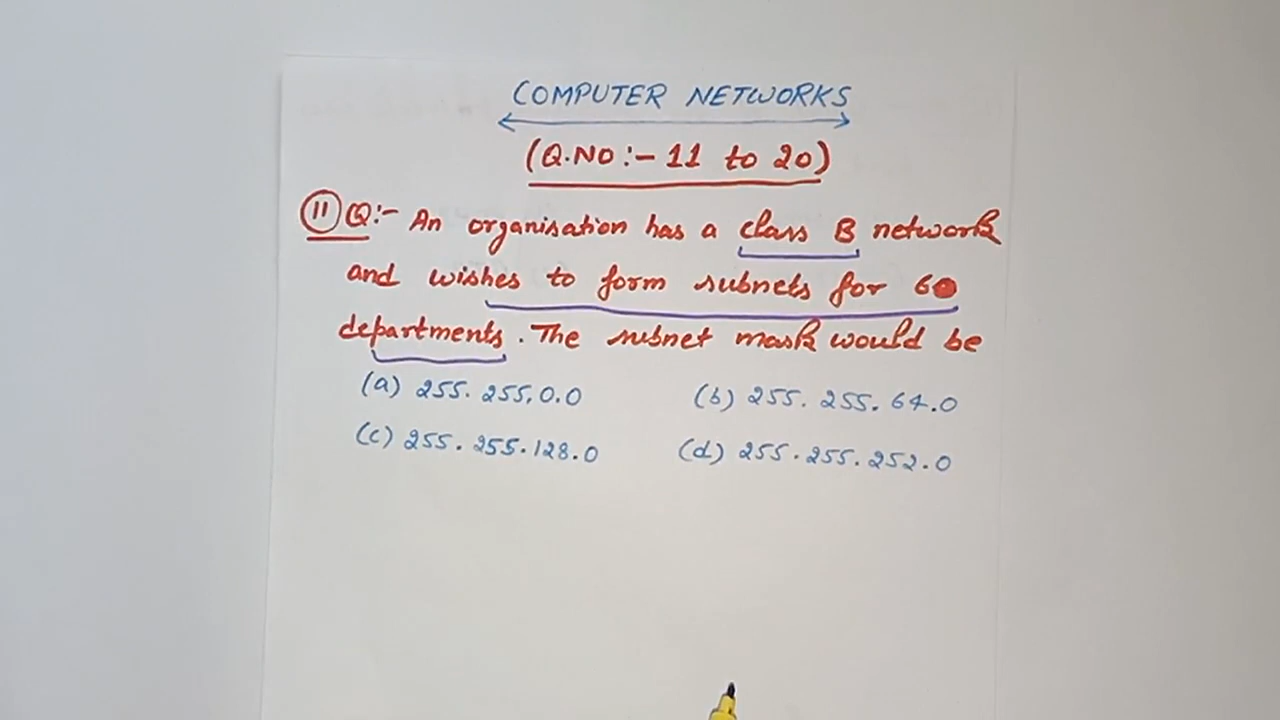 COMPUTER NETWORKS
(Q.NO :- 11 to 20)
11 Q:- An organisation has a class B network
and wishes to form subnets for 60
departments. The subnet mask would be
(a) 255. 255. 0.0 (b) 255. 255. 64.0
(c) 255. 255. 128.0 (d) 255. 255. 252.0